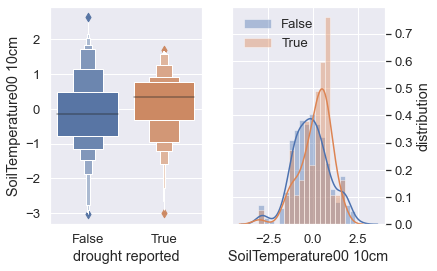 SoilTemperature00 10cm
2
1
0
−1
−2
−3
False
True
drought reported
False
True
0.7
0.6
0.5
0.4
0.3
0.2
0.1
0.0
distribution
−2.5
0.0
2.5
SoilTemperature00 10cm